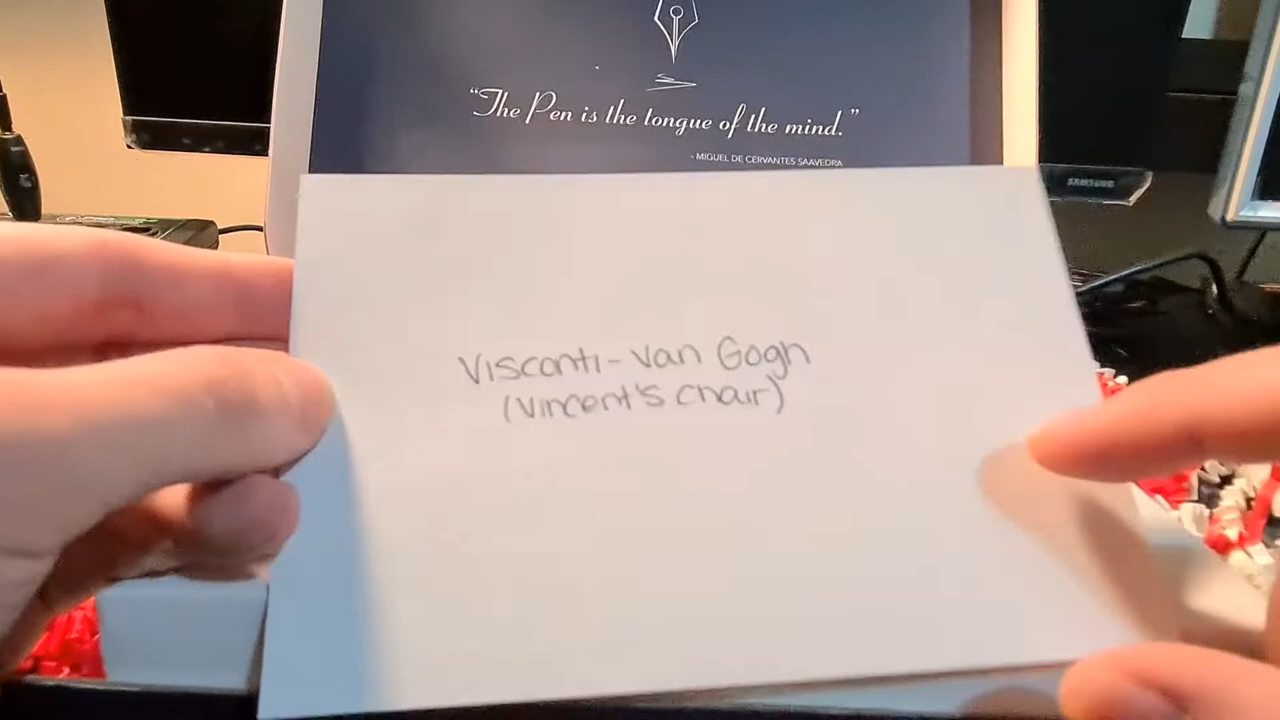 “The Pen is the tongue of the mind.”
- MIGUEL DE CERVANTES SAAVEDRA
SAMSUNG
Visconti-Van Gogh
(Vincent's Chair)